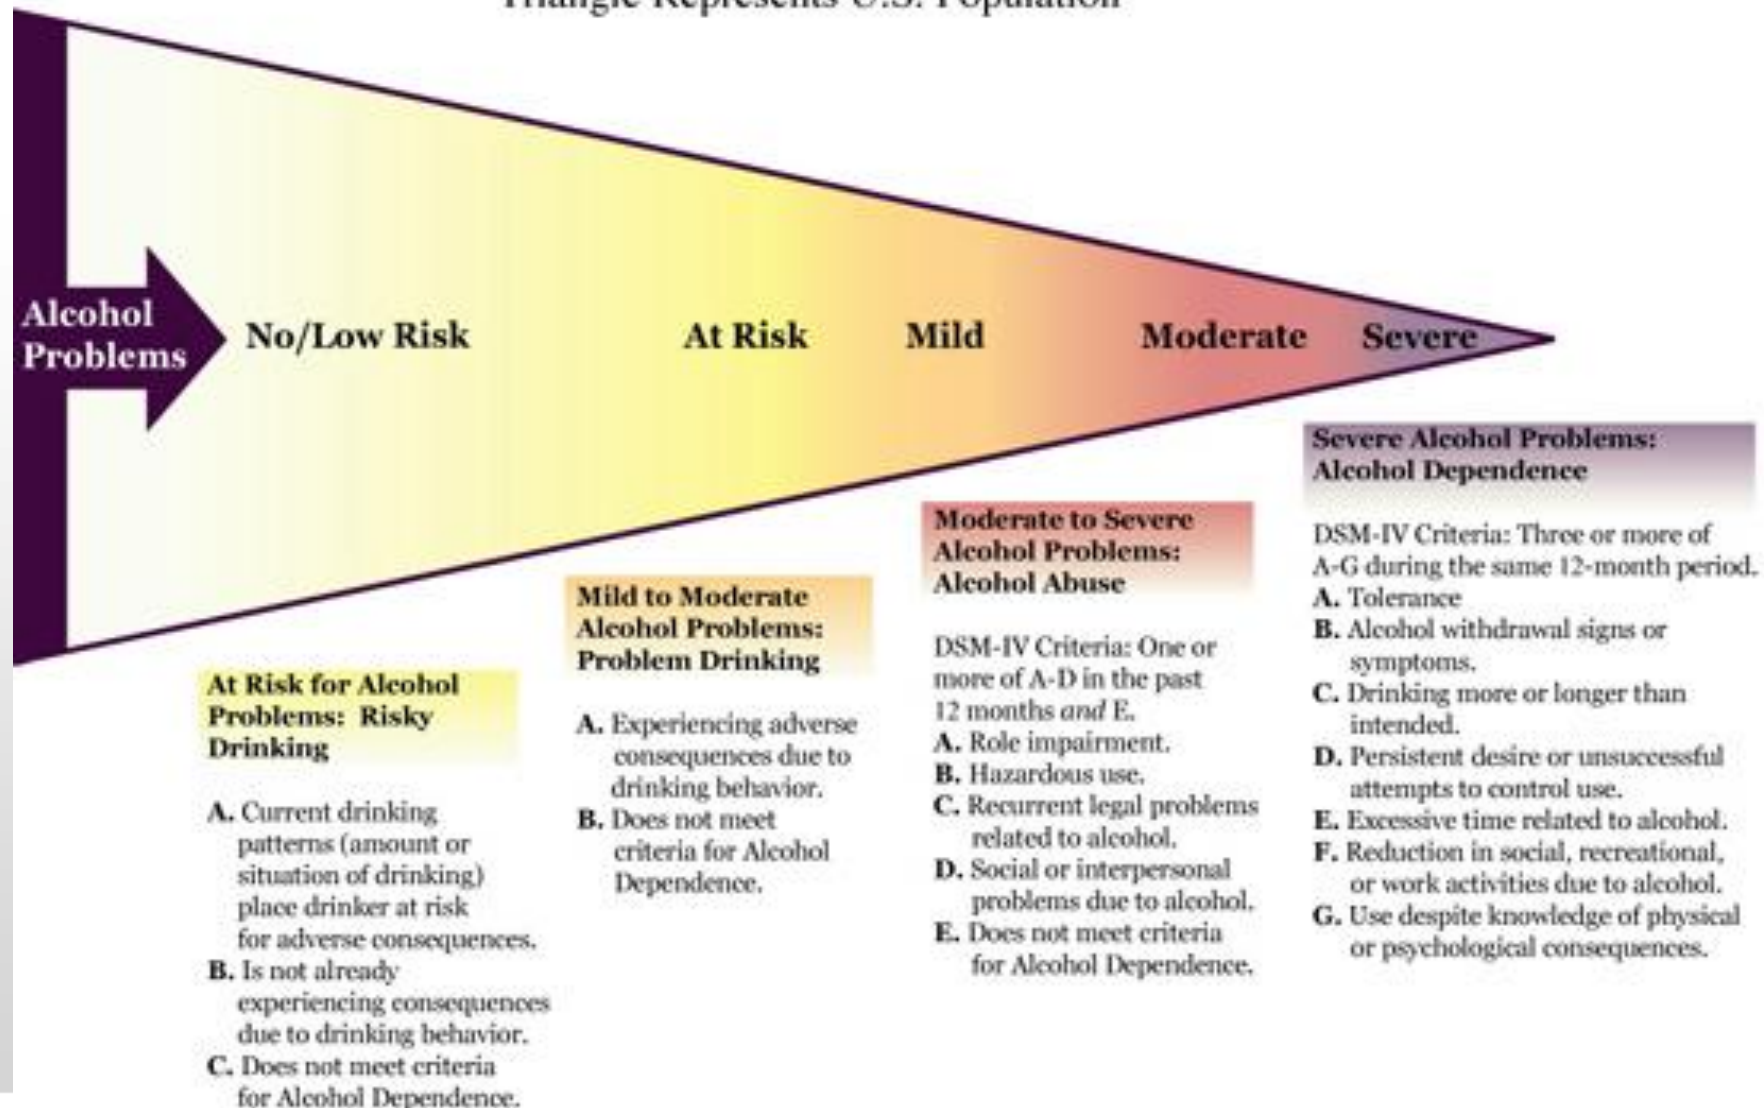 Triangle Represents U.S. Population
Alcohol
Problems
No/Low Risk
At Risk
Mild
Moderate
Severe
At Risk for Alcohol
Problems: Risky
Drinking
A. Current drinking
patterns (amount or
situation of drinking)
place drinker at risk
for adverse consequences.
B. Is not already
experiencing consequences
due to drinking behavior.
C. Does not meet criteria
for Alcohol Dependence.
Mild to Moderate
Alcohol Problems:
Problem Drinking
A. Experiencing adverse
consequences due to
drinking behavior.
B. Does not meet
criteria for Alcohol
Dependence.
Moderate to Severe
Alcohol Problems:
Alcohol Abuse
DSM-IV Criteria: One or
more of A-D in the past
12 months and E.
A. Role impairment.
B. Hazardous use.
C. Recurrent legal problems
related to alcohol.
D. Social or interpersonal
problems due to alcohol.
E. Does not meet criteria
for Alcohol Dependence.
Severe Alcohol Problems:
Alcohol Dependence
DSM-IV Criteria: Three or more of
A-G during the same 12-month period.
A. Tolerance
B. Alcohol withdrawal signs or
symptoms.
C. Drinking more or longer than
intended.
D. Persistent desire or unsuccessful
attempts to control use.
E. Excessive time related to alcohol.
F. Reduction in social, recreational,
or work activities due to alcohol.
G. Use despite knowledge of physical
or psychological consequences.